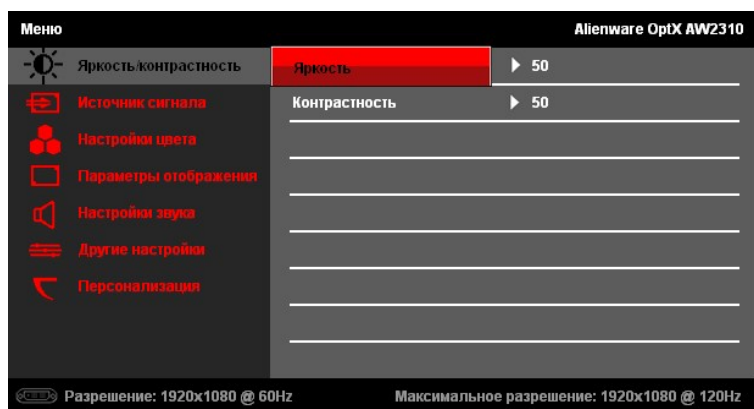 Меню Alienware OptX AW2310
Яркость/контрастность Яркость 50
Источник сигнала Контрастность 50
Настройки цвета
Параметры отображения
Настройки звука
Другие настройки
Персонализация
Разрешение: 1920x1080 @ 60Hz Максимальное разрешение: 1920x1080 @ 120Hz